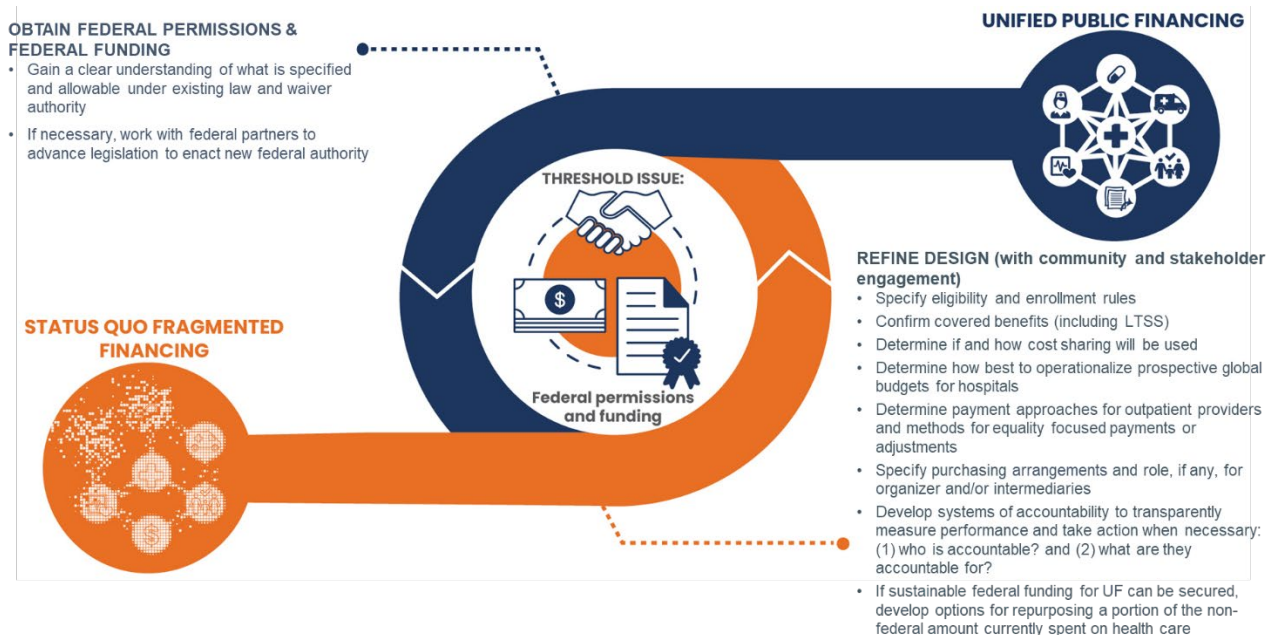 OBTAIN FEDERAL PERMISSIONS &
FEDERAL FUNDING
• Gain a clear understanding of what is specified
and allowable under existing law and waiver
authority
• If necessary, work with federal partners to
advance legislation to enact new federal authority
UNIFIED PUBLIC FINANCING
THRESHOLD ISSUE:
$
Federal permissions
and funding
STATUS QUO FRAGMENTED
FINANCING
$
REFINE DESIGN (with community and stakeholder
engagement)
• Specify eligibility and enrollment rules
• Confirm covered benefits (including LTSS)
• Determine if and how cost sharing will be used
• Determine how best to operationalize prospective global
budgets for hospitals
• Determine payment approaches for outpatient providers
and methods for equality focused payments or
adjustments
• Specify purchasing arrangements and role, if any, for
organizer and/or intermediaries
• Develop systems of accountability to transparently
measure performance and take action when necessary:
(1) who is accountable? and (2) what are they
accountable for?
• If sustainable federal funding for UF can be secured,
develop options for repurposing a portion of the non-
federal amount currently spent on health care